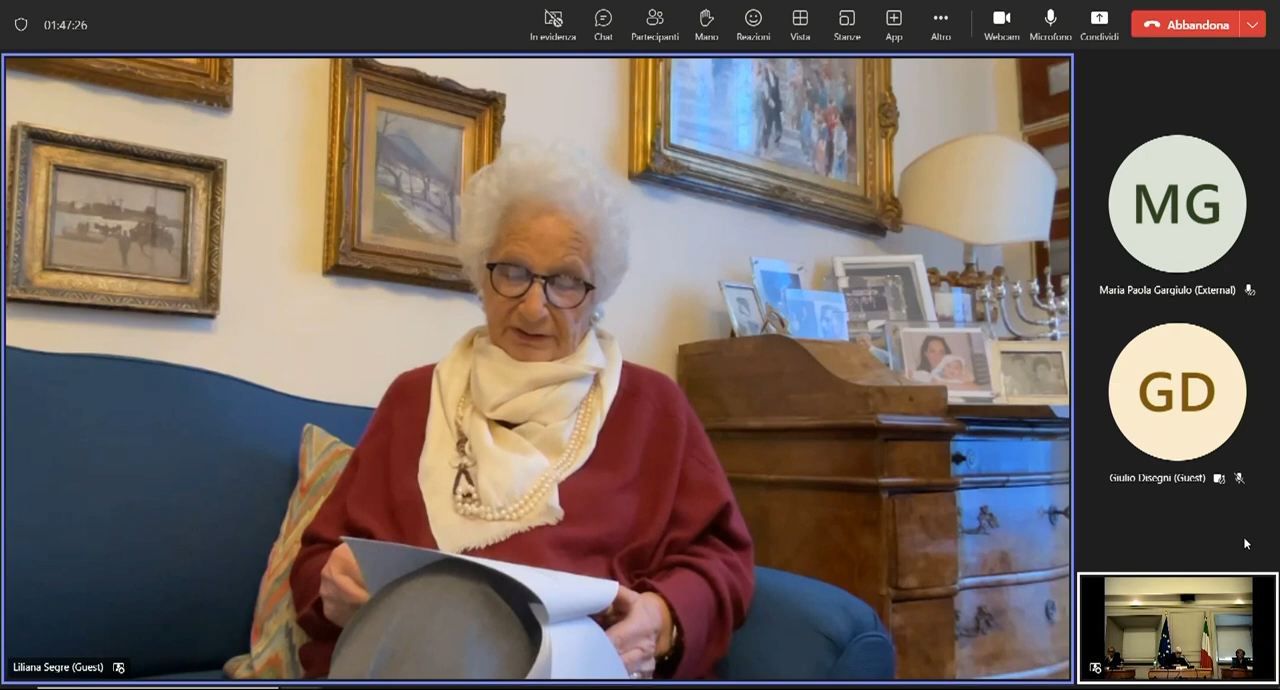 01:47:26
In evidenza
Chat
Partecipanti
Mano
Reazioni
Vista
Stanze
App
Altro
Webcam
Microfono
Condividi
Abbandona
MG
Maria Paola Gargiulo (External)
GD
Giulio Disegni (Guest)
Liliana Segre (Guest)